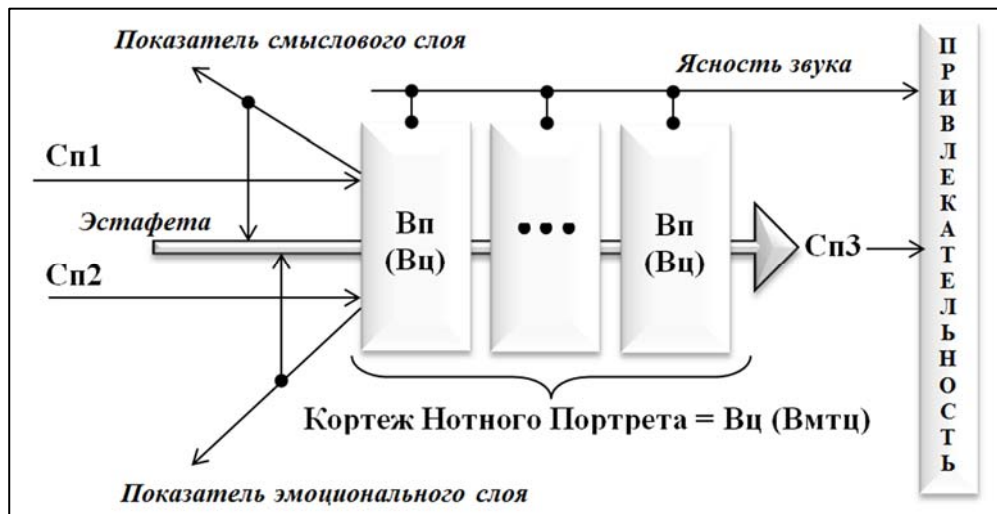 Показатель смыслового слоя
Ясность звука
Сп1
Эстафета
Сп2
Вп
(Вц)
•••
Вп
(Вц)
Сп3
Кортеж Нотного Портрета = Вц (Вмтц)
Показатель эмоционального слоя
ПРИВЛЕКАТЕЛЬНОСТЬ